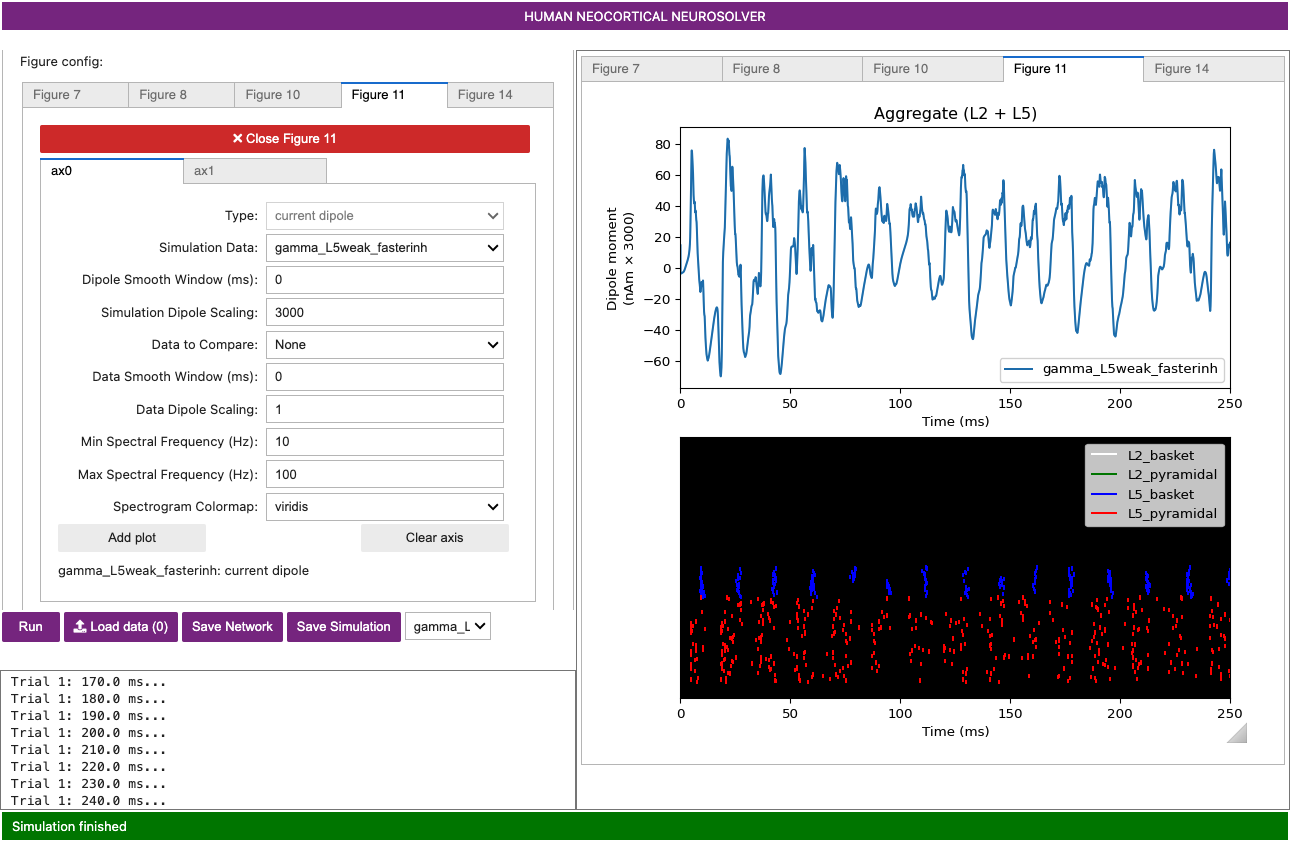 HUMAN NEOCORTICAL NEUROSOLVER
Figure config:
Figure 7
Figure 8
Figure 10
Figure 11
Figure 14
✕ Close Figure 11
ax0
ax1
Type: current dipole
Simulation Data: gamma_L5weak_fasterinh
Dipole Smooth Window (ms): 0
Simulation Dipole Scaling: 3000
Data to Compare: None
Data Smooth Window (ms): 0
Data Dipole Scaling: 1
Min Spectral Frequency (Hz): 10
Max Spectral Frequency (Hz): 100
Spectrogram Colormap: viridis
Add plot
Clear axis
gamma_L5weak_fasterinh: current dipole
Run
Load data (0)
Save Network
Save Simulation
gamma_L
Trial 1: 170.0 ms...
Trial 1: 180.0 ms...
Trial 1: 190.0 ms...
Trial 1: 200.0 ms...
Trial 1: 210.0 ms...
Trial 1: 220.0 ms...
Trial 1: 230.0 ms...
Trial 1: 240.0 ms...
Figure 7
Figure 8
Figure 10
Figure 11
Figure 14
Aggregate (L2 + L5)
Dipole moment
(nAm × 3000)
80
60
40
20
0
−20
−40
−60
gamma_L5weak_fasterinh
0 50 100 150 200 250
Time (ms)
L2_basket
L2_pyramidal
L5_basket
L5_pyramidal
0 50 100 150 200 250
Time (ms)
Simulation finished